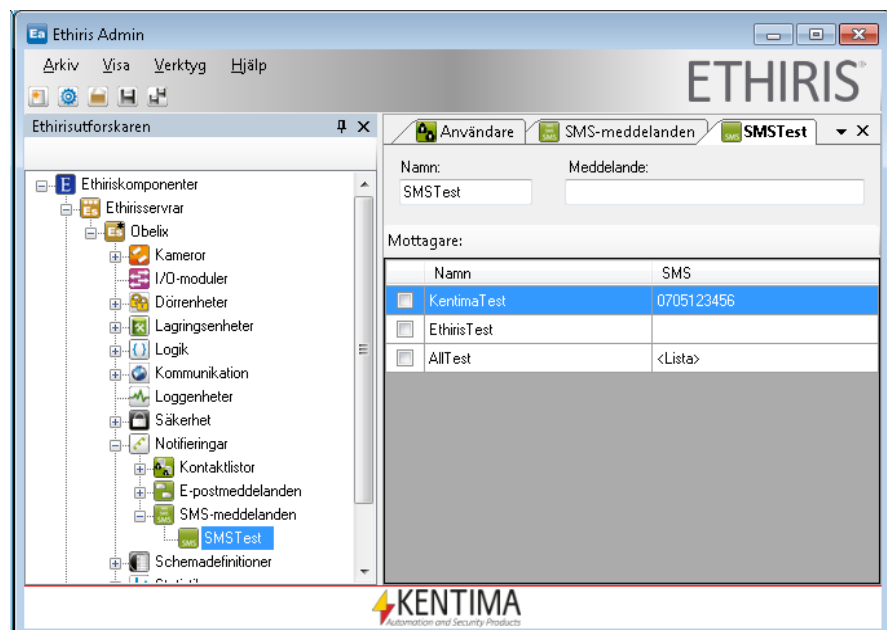 Ea Ethiris Admin
Arkiv Visa Verktyg Hjälp
ETHIRIS®
Ethirisutforskaren
Användare SMS-meddelanden SMSTest
Namn: Meddelande:
SMSTest
Mottagare:
Namn SMS
KentimaTest 0705123456
EthirisTest
AllTest <Lista>
Ethiriskomponenter
Ethirisservrar
Obelix
Kameror
I/O-moduler
Dörrenheter
Lagringsenheter
Logik
Kommunikation
Loggenheter
Säkerhet
Notifieringar
Kontaktlistor
E-postmeddelanden
SMS-meddelanden
SMSTest
Schemadefinitioner
KENTIMA
Automation and Security Products